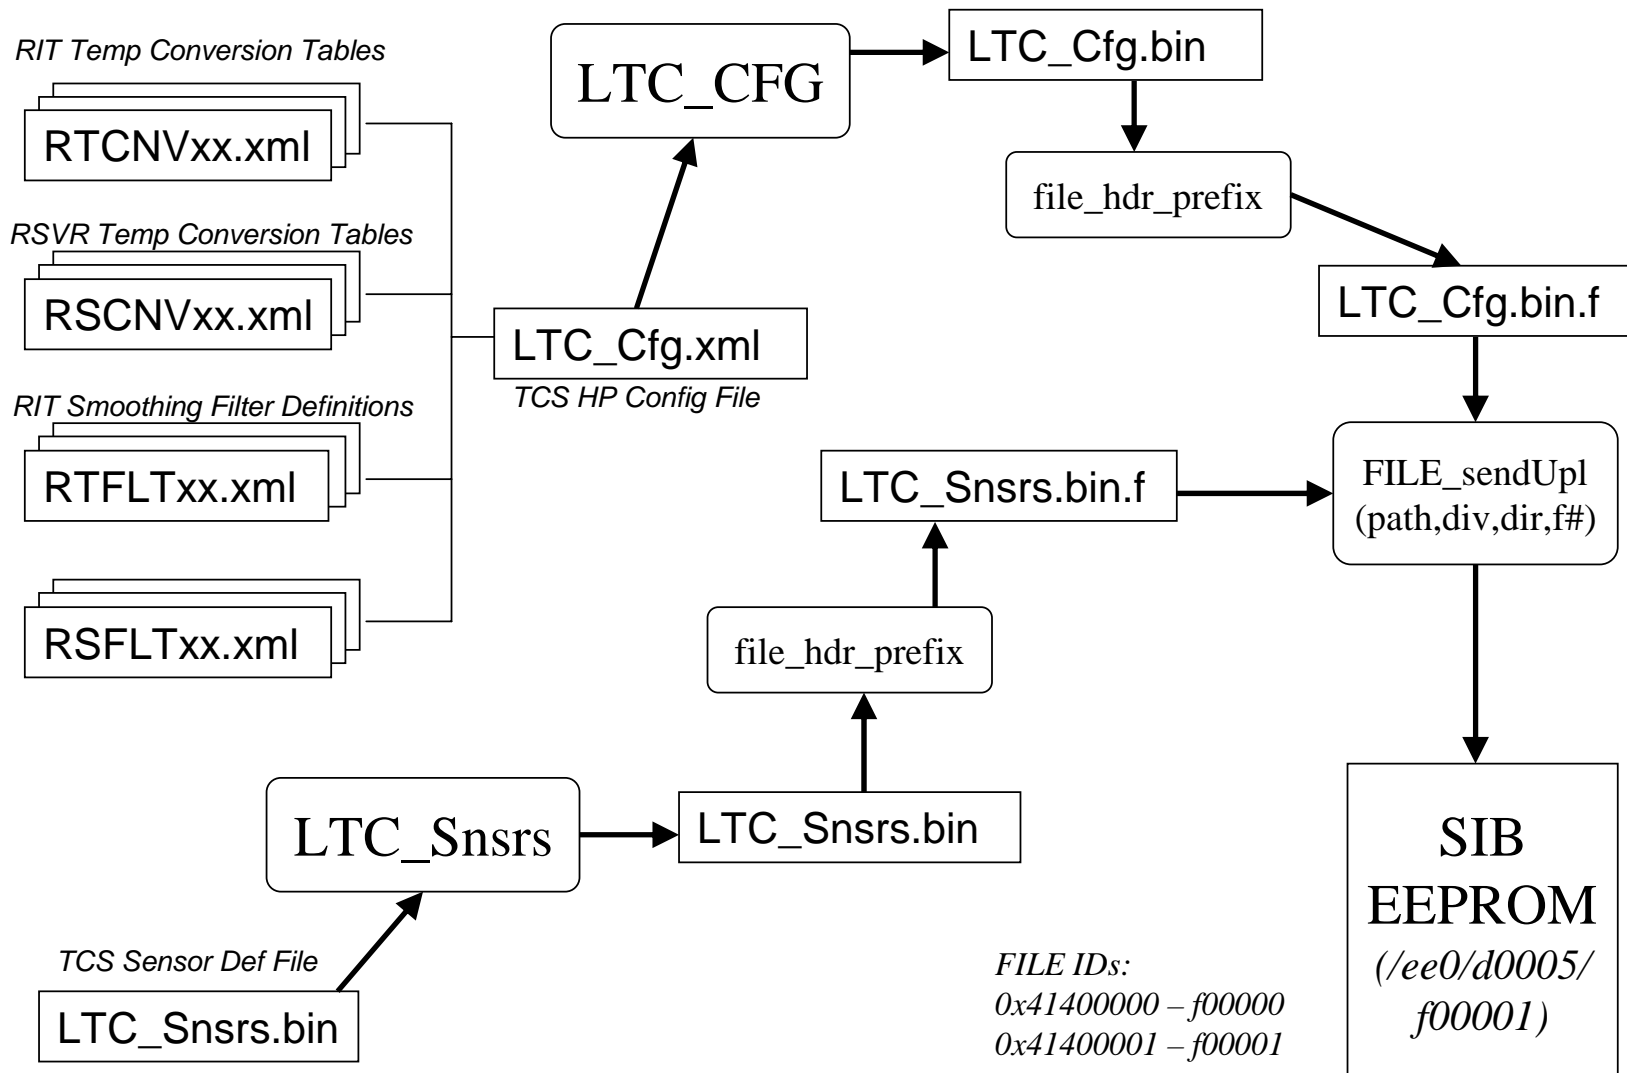 RIT Temp Conversion Tables
RTCNVxx.xml
RSVR Temp Conversion Tables
RSCNVxx.xml
RIT Smoothing Filter Definitions
RTFLTxx.xml
RSFLTxx.xml
LTC_Cfg.xml
TCS HP Config File
LTC_CFG
LTC_Cfg.bin
file_hdr_prefix
LTC_Cfg.bin.f
LTC_Snsrs.bin.f
FILE_sendUpl
(path,div,dir,f#)
file_hdr_prefix
LTC_Snsrs
LTC_Snsrs.bin
TCS Sensor Def File
LTC_Snsrs.bin
FILE IDs:
0x41400000 – f00000
0x41400001 – f00001
SIB
EEPROM
(/ee0/d0005/
f00001)